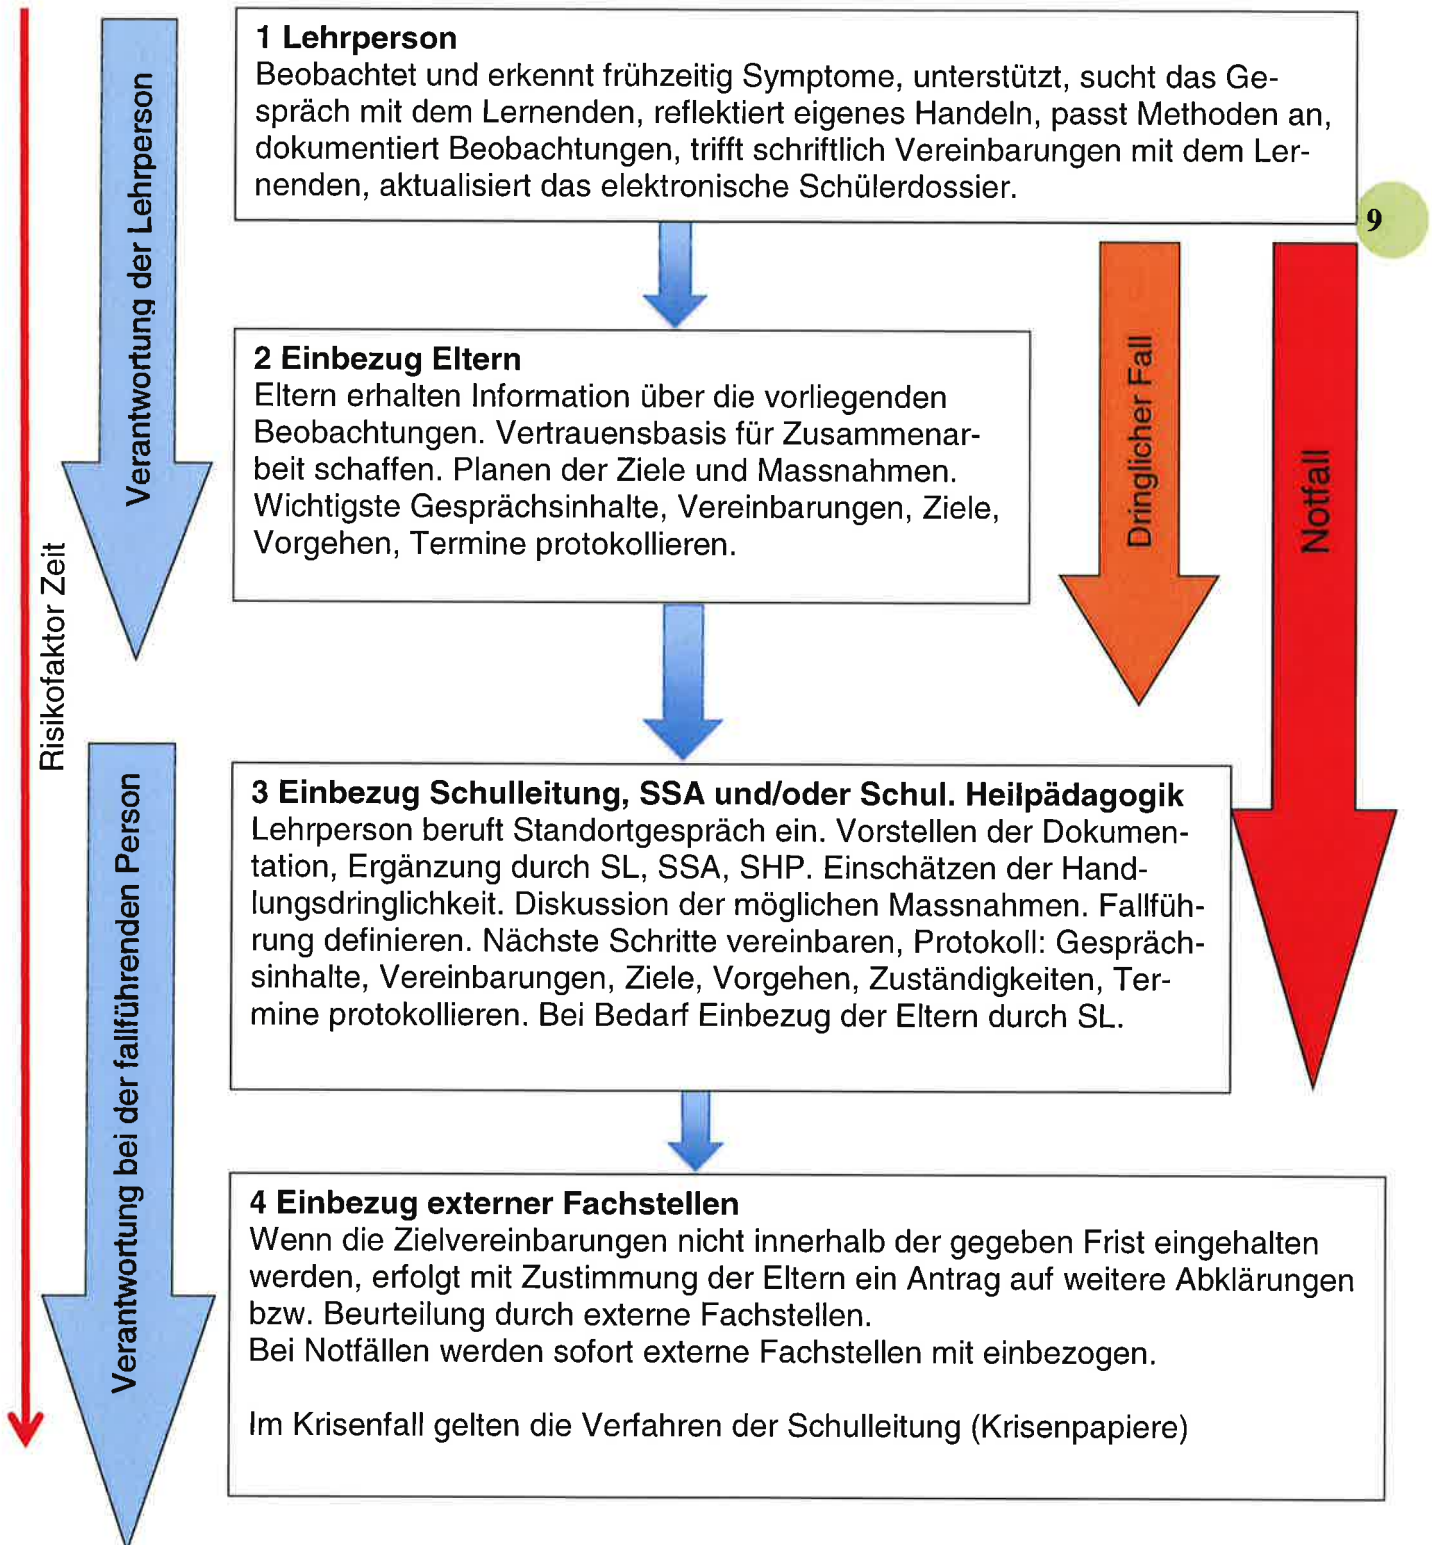 1 Lehrperson
Beobachtet und erkennt frühzeitig Symptome, unterstützt, sucht das Ge-
spräch mit dem Lernenden, reflektiert eigenes Handeln, passt Methoden an,
dokumentiert Beobachtungen, trifft schriftlich Vereinbarungen mit dem Ler-
nenden, aktualisiert das elektronische Schülerdossier.
9
Verantwortung der Lehrperson
2 Einbezug Eltern
Eltern erhalten Information über die vorliegenden
Beobachtungen. Vertrauensbasis für Zusammenar-
beit schaffen. Planen der Ziele und Massnahmen.
Wichtigste Gesprächsinhalte, Vereinbarungen, Ziele,
Vorgehen, Termine protokollieren.
Dringlicher Fall
Notfall
Risikofaktor Zeit
3 Einbezug Schulleitung, SSA und/oder Schul. Heilpädagogik
Lehrperson beruft Standortgespräch ein. Vorstellen der Dokumen-
tation, Ergänzung durch SL, SSA, SHP. Einschätzen der Hand-
lungsdringlichkeit. Diskussion der möglichen Massnahmen. Fallfüh-
rung definieren. Nächste Schritte vereinbaren, Protokoll: Gespräch-
sinhalte, Vereinbarungen, Ziele, Vorgehen, Zuständigkeiten, Ter-
mine protokollieren. Bei Bedarf Einbezug der Eltern durch SL.
Verantwortung bei der fallführenden Person
4 Einbezug externer Fachstellen
Wenn die Zielvereinbarungen nicht innerhalb der gegeben Frist eingehalten
werden, erfolgt mit Zustimmung der Eltern ein Antrag auf weitere Abklärungen
bzw. Beurteilung durch externe Fachstellen.
Bei Notfällen werden sofort externe Fachstellen mit einbezogen.
Im Krisenfall gelten die Verfahren der Schulleitung (Krisenpapiere)